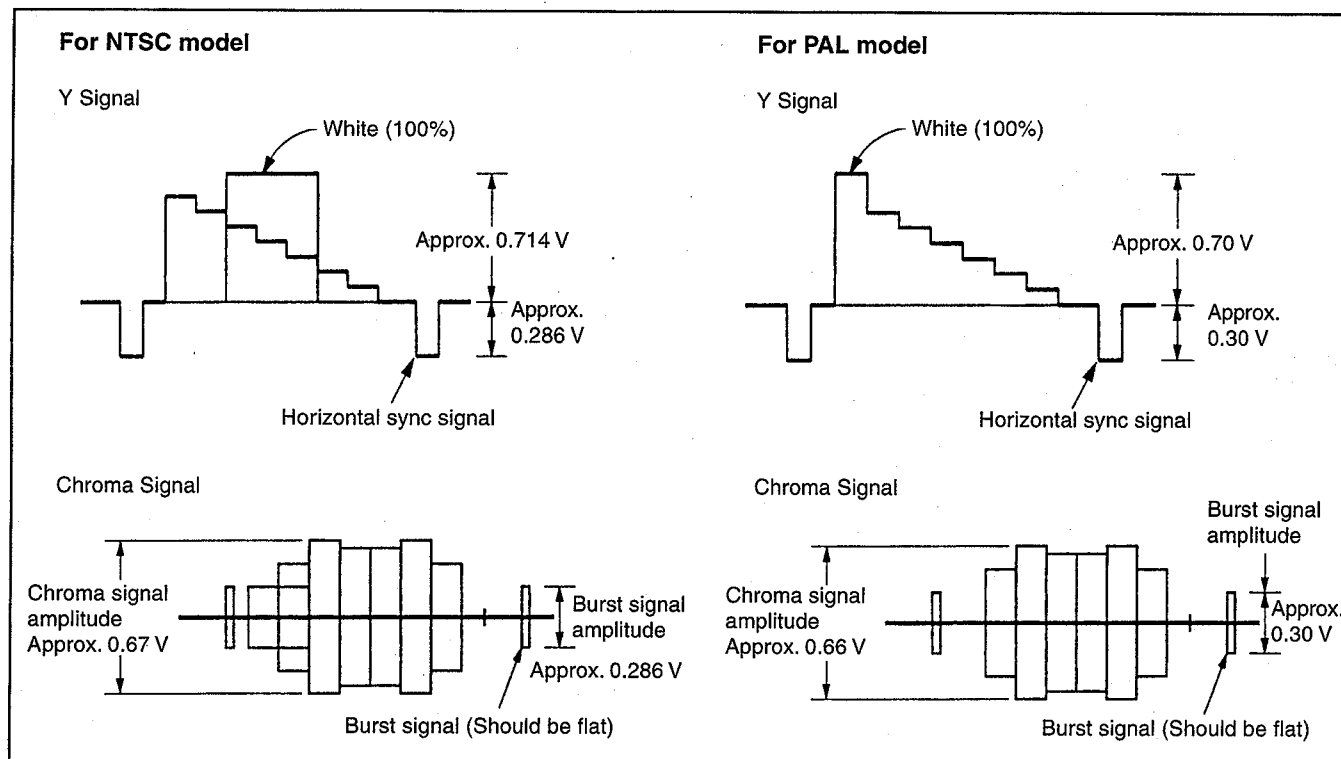 For NTSC model
Y Signal
White (100%)
Approx. 0.714 V
Approx.
0.286 V
Horizontal sync signal
Chroma Signal
Chroma signal
amplitude
Approx. 0.67 V
Burst signal
amplitude
Approx. 0.286 V
Burst signal (Should be flat)
For PAL model
Y Signal
White (100%)
Approx. 0.70 V
Approx.
0.30 V
Horizontal sync signal
Chroma Signal
Burst signal
amplitude
Chroma signal
amplitude
Approx. 0.66 V
Approx.
0.30 V
Burst signal (Should be flat)